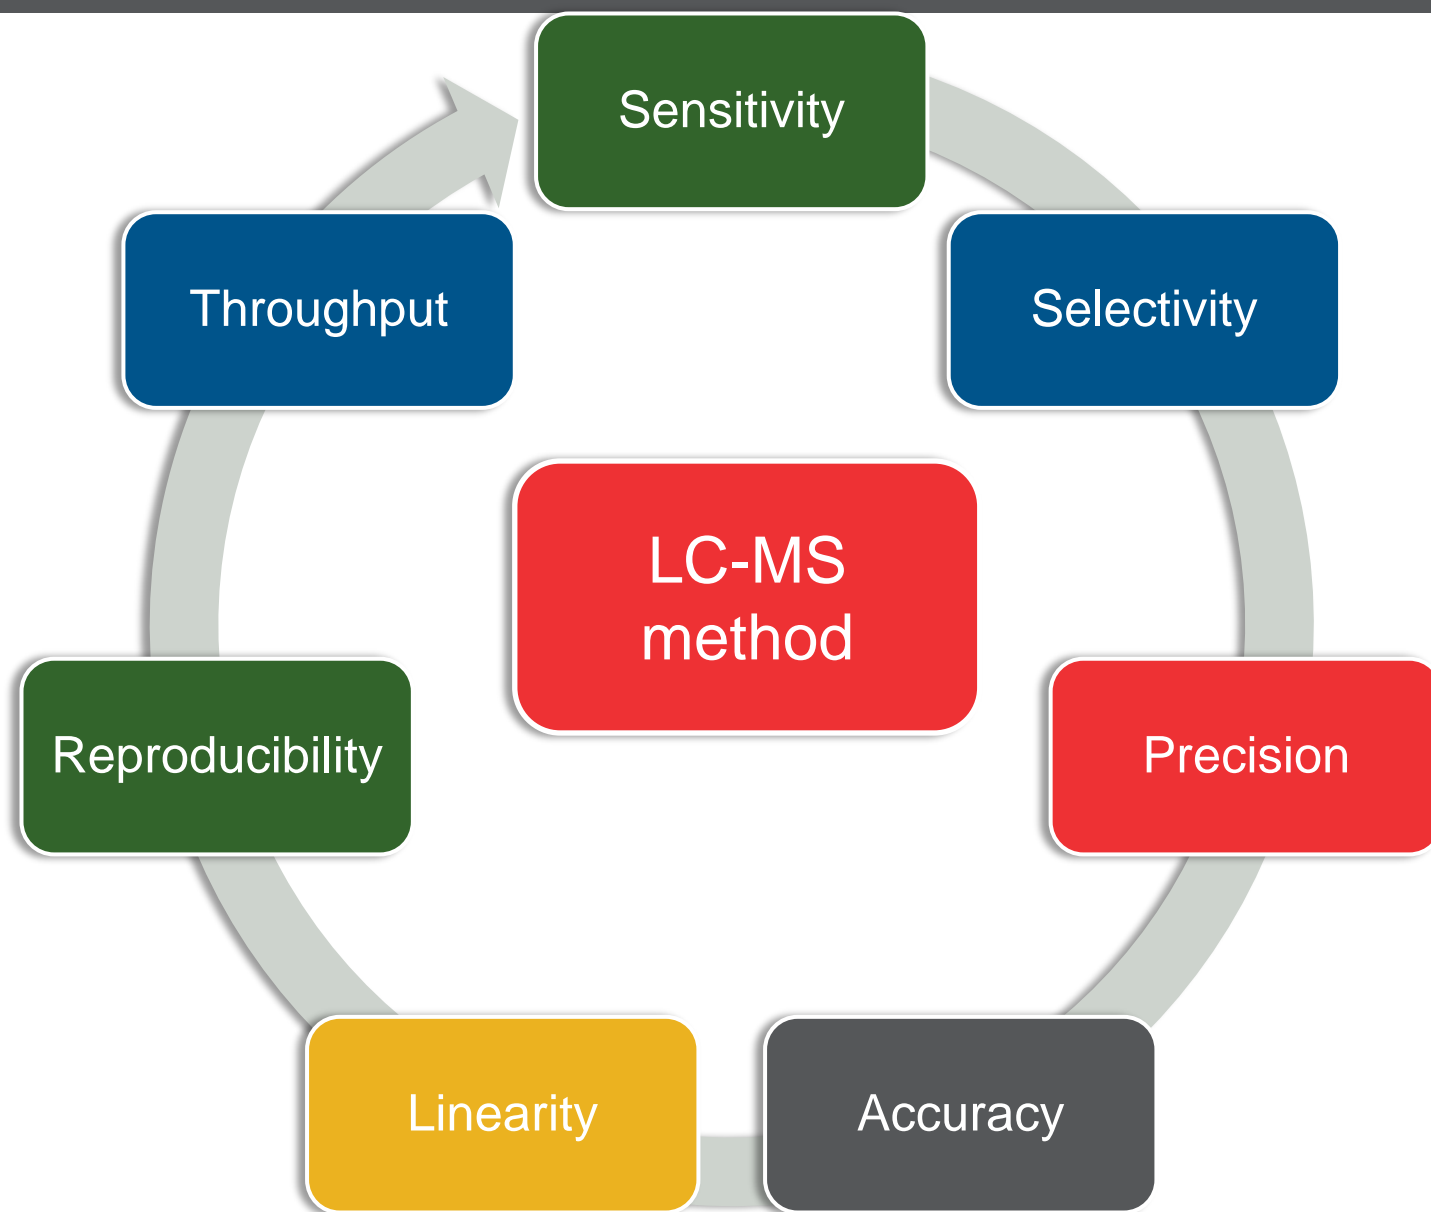 Sensitivity
Selectivity
Precision
Accuracy
Linearity
Reproducibility
Throughput
LC-MS
method